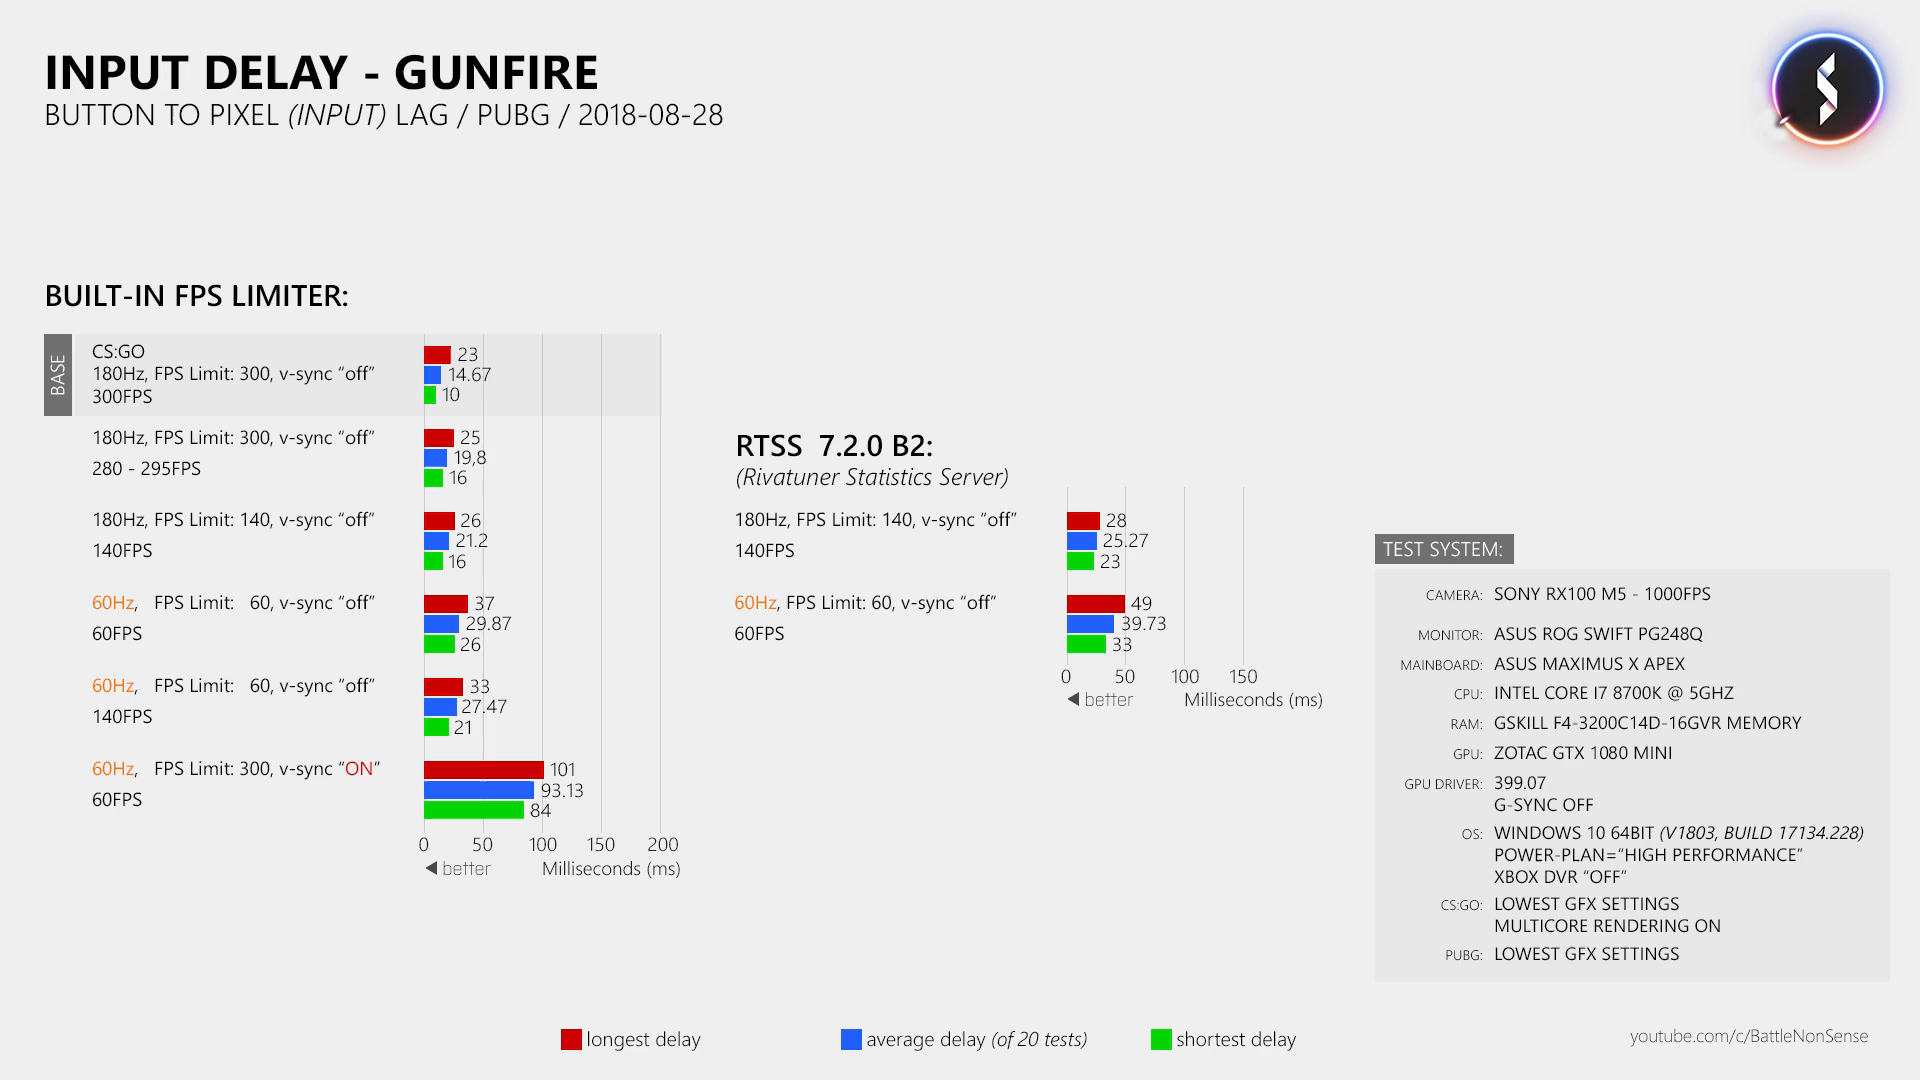 INPUT DELAY - GUNFIRE
BUTTON TO PIXEL (INPUT) LAG / PUBG / 2018-08-28
BUILT-IN FPS LIMITER:
BASE
CS:GO
180Hz, FPS Limit: 300, v-sync “off”
300FPS
23
14.67
10
180Hz, FPS Limit: 300, v-sync “off”
280 - 295FPS
25
19,8
16
180Hz, FPS Limit: 140, v-sync “off”
140FPS
26
21.2
16
60Hz, FPS Limit: 60, v-sync “off”
60FPS
37
29.87
26
60Hz, FPS Limit: 60, v-sync “off”
140FPS
33
27.47
21
60Hz, FPS Limit: 300, v-sync “ON”
60FPS
101
93.13
84
0 50 100 150 200
◀ better Milliseconds (ms)
RTSS 7.2.0 B2:
(Rivatuner Statistics Server)
180Hz, FPS Limit: 140, v-sync “off”
140FPS
28
25.27
23
60Hz, FPS Limit: 60, v-sync “off”
60FPS
49
39.73
33
0 50 100 150
◀ better Milliseconds (ms)
TEST SYSTEM:
CAMERA: SONY RX100 M5 - 1000FPS
MONITOR: ASUS ROG SWIFT PG248Q
MAINBOARD: ASUS MAXIMUS X APEX
CPU: INTEL CORE I7 8700K @ 5GHZ
RAM: GSKILL F4-3200C14D-16GVR MEMORY
GPU: ZOTAC GTX 1080 MINI
GPU DRIVER: 399.07
G-SYNC OFF
OS: WINDOWS 10 64BIT (V1803, BUILD 17134.228)
POWER-PLAN=“HIGH PERFORMANCE”
XBOX DVR “OFF”
CS:GO: LOWEST GFX SETTINGS
MULTICORE RENDERING ON
PUBG: LOWEST GFX SETTINGS
longest delay
average delay (of 20 tests)
shortest delay
youtube.com/c/BattleNonSense